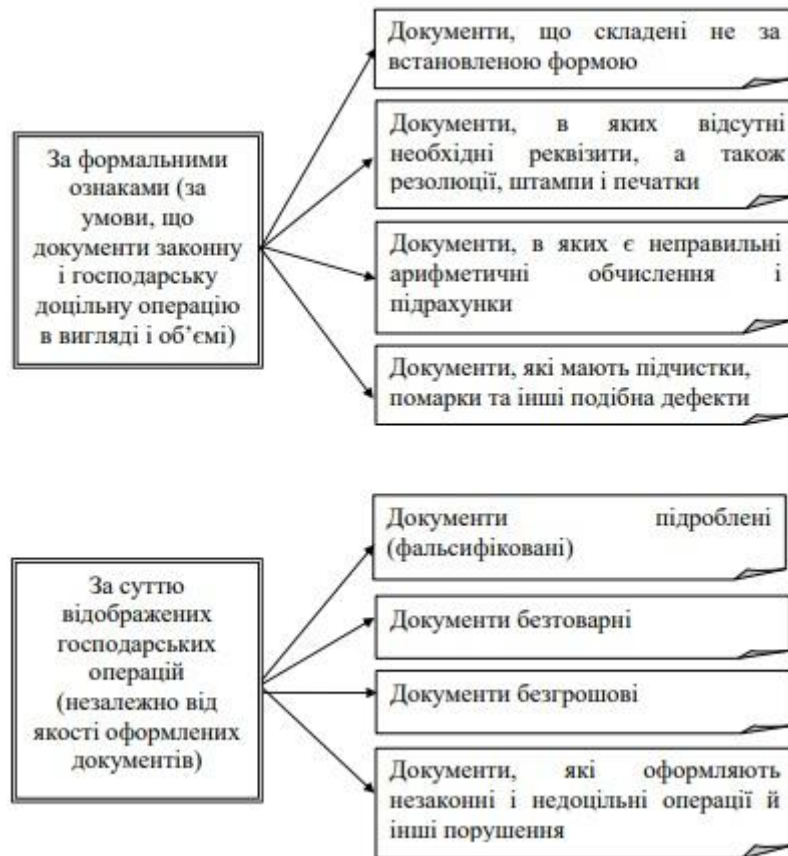 За формальними
ознаками (за
умови, що
документи законну
і господарську
доцільну операцію
в вигляді і об‘ємі)
Документи, що складені не за
встановленою формою
Документи, в яких відсутні
необхідні реквізити, а також
резолюції, штампи і печатки
Документи, в яких є неправильні
арифметичні обчислення і
підрахунки
Документи, які мають підчистки,
помарки та інші подібна дефекти
За суттю
відображених
господарських
операцій
(незалежно від
якості оформлених
документів)
Документи підроблені
(фальсифіковані)
Документи безтоварні
Документи безгрошові
Документи, які оформляють
незаконні і недоцільні операції й
інші порушення